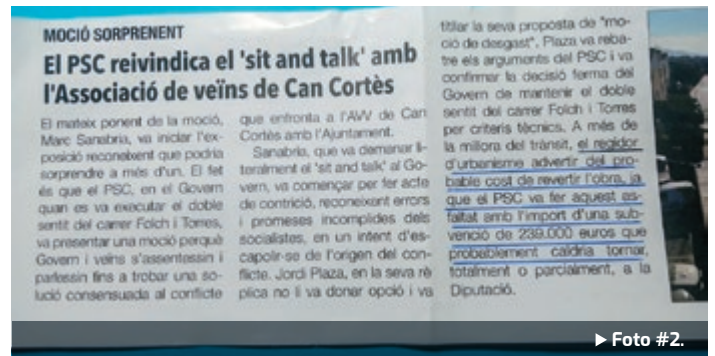 MOCIÓ SORPRENENT
El PSC reivindica el 'sit and talk' amb
l'Associació de veïns de Can Cortès
El mateix ponent de la moció,
Marc Sanabria, va iniciar l'ex-
posició reconeixent que podria
sorprendre a més d'un. El fet
és que el PSC, en el Govern
quan es va executar el doble
sentit del carrer Folch i Torres,
va presentar una moció perquè
Govern i veïns s'assentessin i
parlessin fins a trobar una so-
lució consensuada al conflicte
que enfronta a l'AVV de Can
Cortès amb l'Ajuntament.
Sanabria, que va demanar li-
teralment el 'sit and talk' al Go-
vern, va començar per fer acte
de contrició, reconeixent errors
i promeses incomplides dels
socialistes, en un intent d'es-
capolir-se de l'origen del con-
flicte. Jordi Plaza, en la seva rè
plica no li va donar opció i va
titllar la seva proposta de "mo-
ció de desgast". Plaza va reba-
tre els arguments del PSC i va
confirmar la decisió ferma del
Govern de mantenir el doble
sentit del carrer Folch i Torres
per criteris tècnics. A més de
la millora del trànsit, el regidor
d'urbanisme advertir del pro-
bable cost de revertir l'obra, ja
que el PSC va fer aquest as-
faltat amb l'import d'una sub-
venció de 239.000 euros que
probablement caldria tornar,
totalment o parcialment, a la
Diputació.
Foto #2.